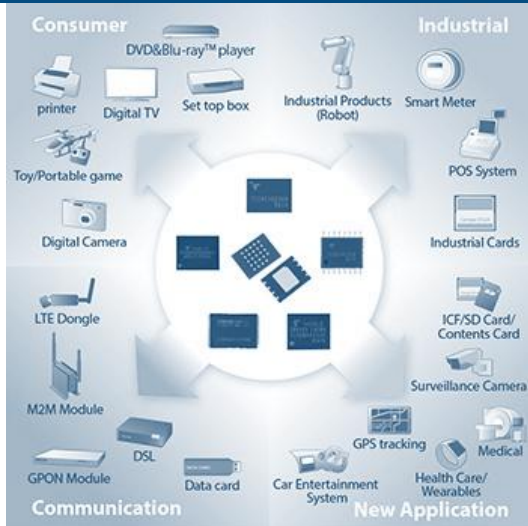 Consumer
DVD&Blu-ray™ player
printer
Digital TV
Set top box
Toy/Portable game
Digital Camera
Industrial
Industrial Products
(Robot)
Smart Meter
POS System
Industrial Cards
LTE Dongle
M2M Module
DSL
GPON Module
Data card
Communication
ICF/SD Card/
Contents Card
Surveillance Camera
GPS tracking
Medical
Car Entertainment
System
Health Care/
Wearables
New Application